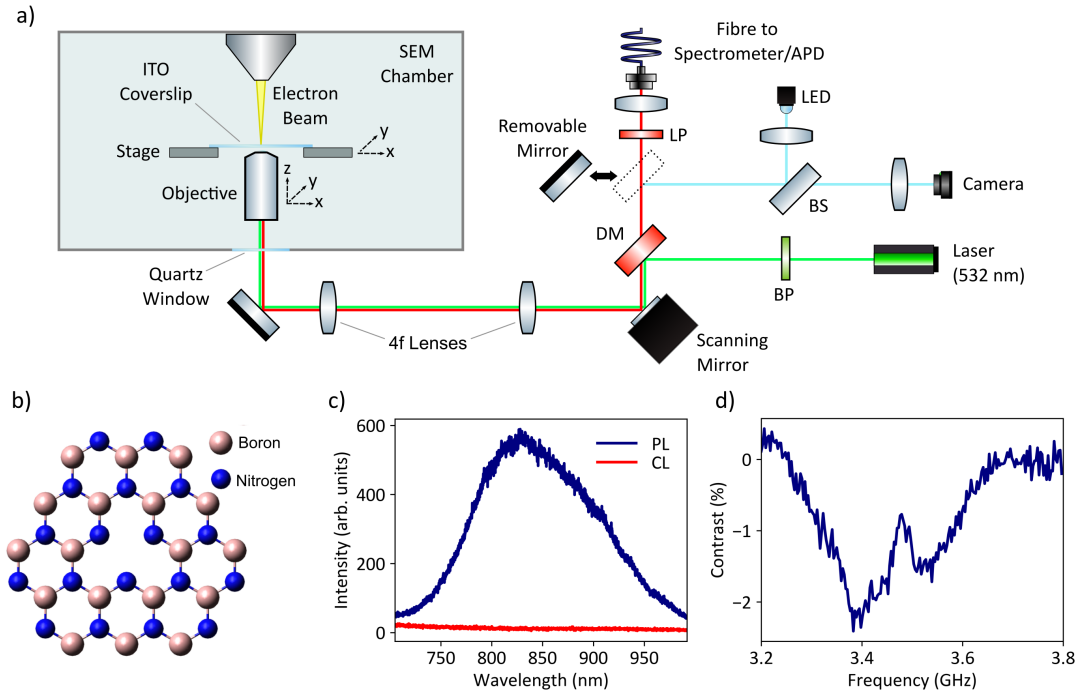 a)
SEM
Chamber
ITO
Coverslip
Electron
Beam
Stage
y
x
Objective
z
y
x
Quartz
Window
4f Lenses
Fibre to
Spectrometer/APD
LP
Removable
Mirror
LED
BS
Camera
DM
BP
Laser
(532 nm)
Scanning
Mirror
b)
Boron
Nitrogen
c)
Intensity (arb. units)
600
400
200
0
PL
CL
750
800
850
900
950
Wavelength (nm)
d)
Contrast (%)
0
−1
−2
3.2
3.4
3.6
3.8
Frequency (GHz)